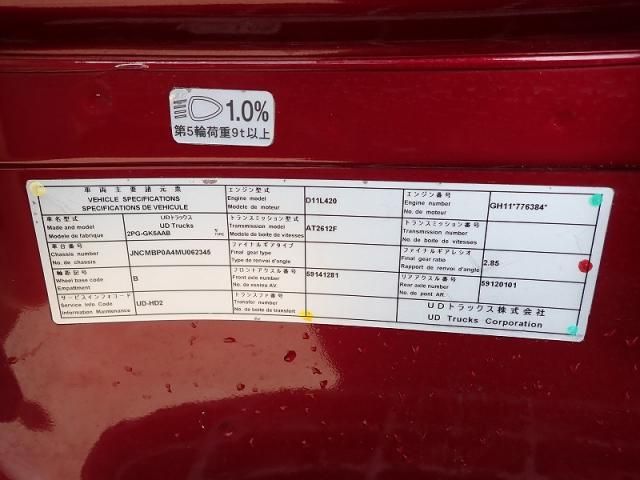 1.0%
第5輪荷重9t以上
車両主要諸元表
VEHICLE SPECIFICATIONS
SPECIFICATIONS DE VEHICULE
車名型式
Made and model
Modele de fabrique
UDトラックス
UD Trucks
2PG-GK5AAB
車台番号
Chassis number
No. de chassis
JNCMBP0A4MU062345
軸距記号
Wheel base code
Empattement
B
サービスインフォコード
Service Info. Code
Information Maintenance
UD-HD2
エンジン型式
Engine model
Modele de moteur
D11L420
トランスミッション型式
Transmission model
Modele de boite de vitesses
AT2612F
ファイナルギアタイプ
Final gear type
Type de renvoi d'angle
フロントアクスル番号
Front axle number
No. de essieu AV.
59141281
トランスファ番号
Transfer number
No. de boite de transfert
エンジン番号
Engine number
No. de moteur
GH11*776384*
トランスミッション番号
Transmission number
No. de boite de vitesses
ファイナルギアレシオ
Final gear ratio
Rapport de renvoi d'angle
2.85
リアアクスル番号
Rear axle number
No. de pont AR.
59120101
UDトラックス株式会社
UD Trucks Corporation